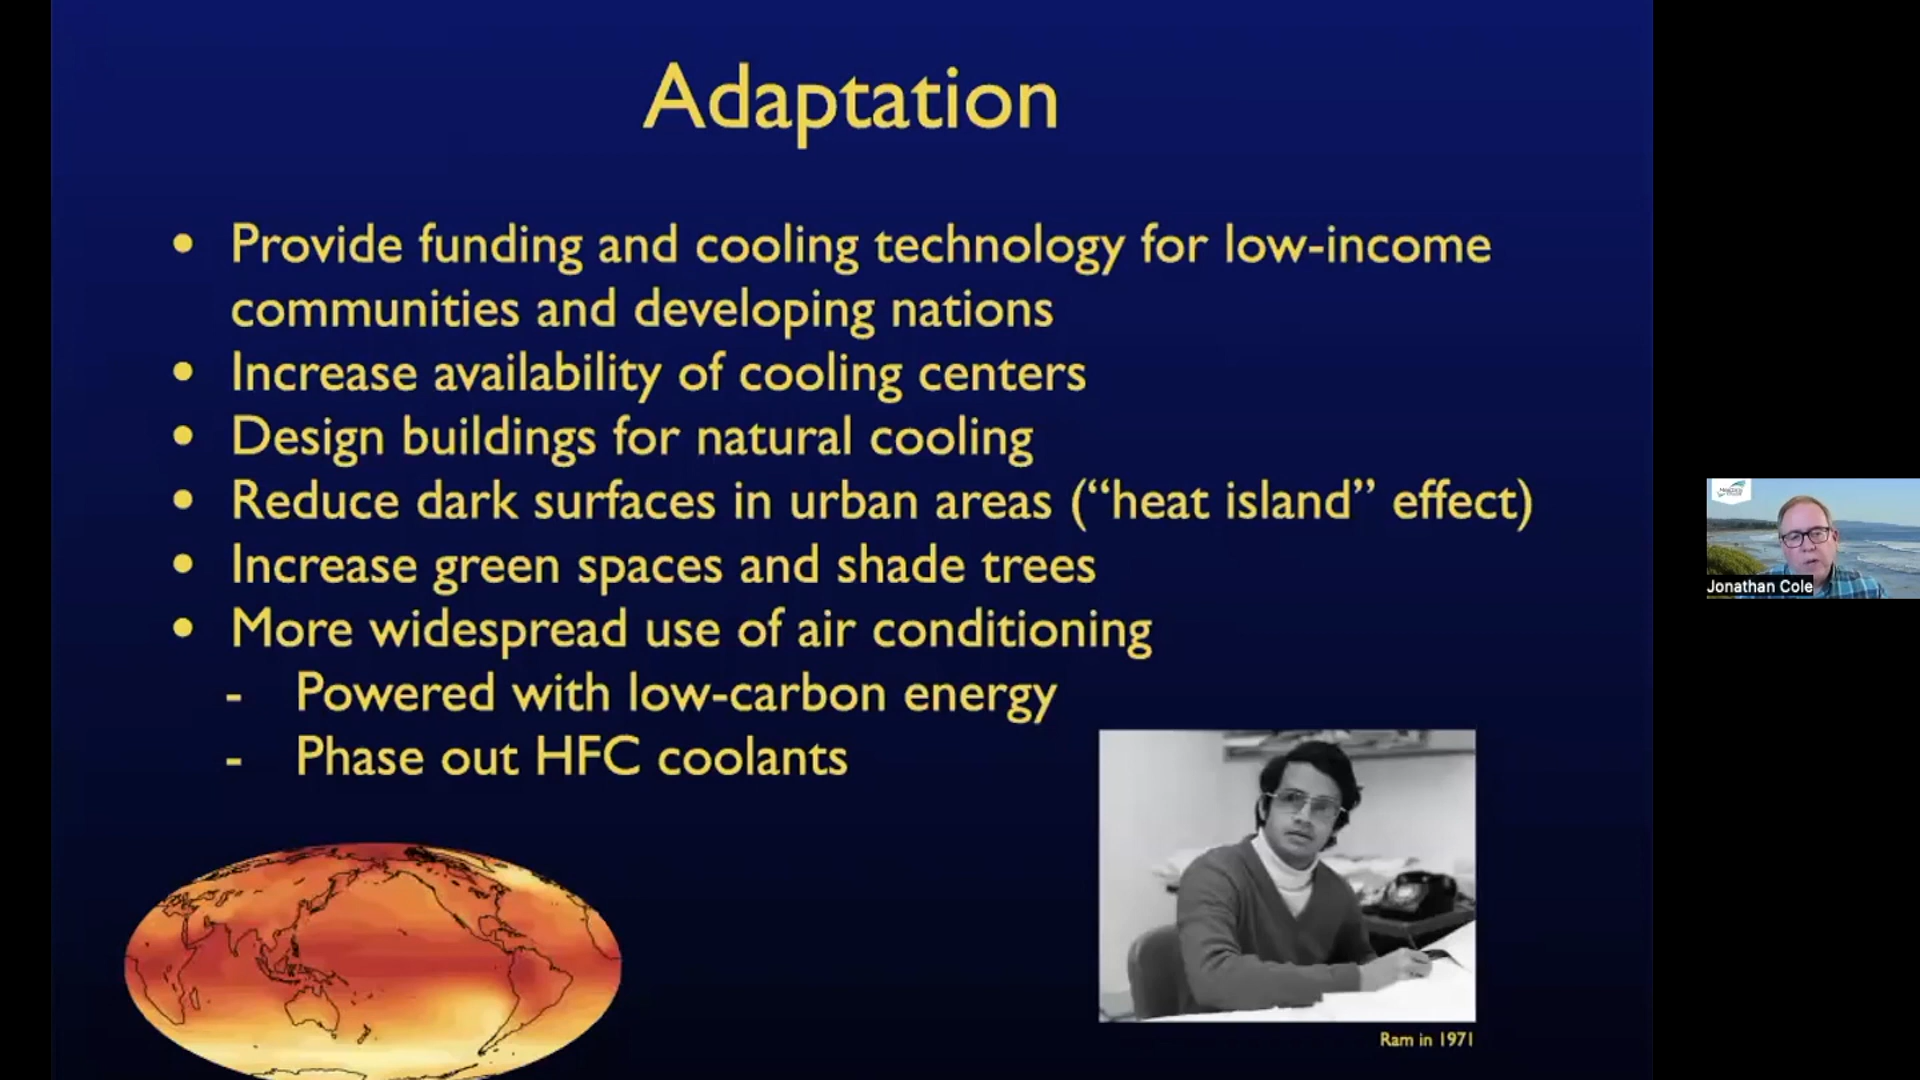 Adaptation
• Provide funding and cooling technology for low-income
communities and developing nations
• Increase availability of cooling centers
• Design buildings for natural cooling
• Reduce dark surfaces in urban areas (“heat island” effect)
• Increase green spaces and shade trees
• More widespread use of air conditioning
- Powered with low-carbon energy
- Phase out HFC coolants
Ram in 1971
Jonathan Cole